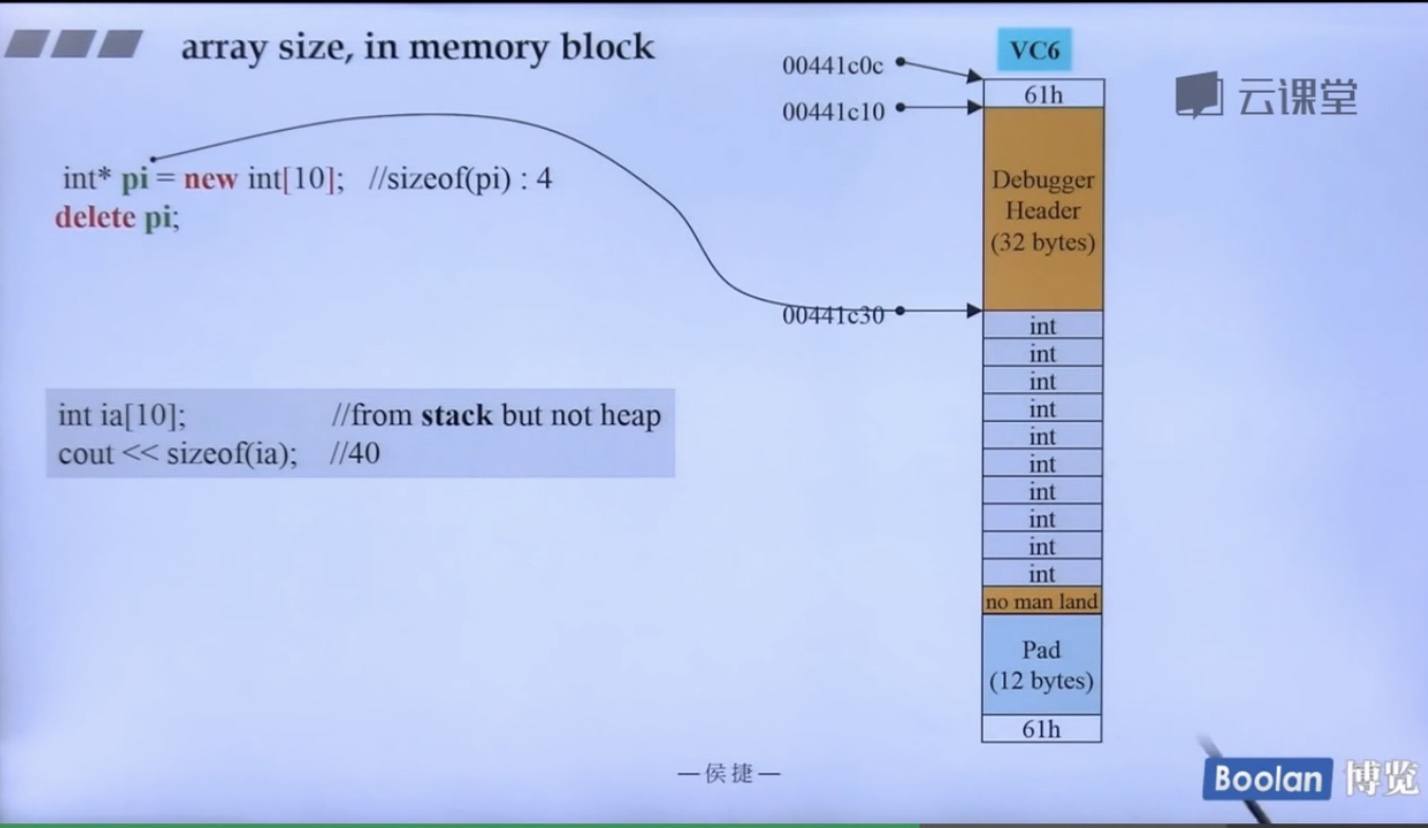 array size, in memory block
VC6
云课堂
00441c0c
61h
00441c10
Debugger
Header
(32 bytes)
int* pi = new int[10]; //sizeof(pi) : 4
delete pi;
00441c30
int
int
int
int
int
int
int
int
int
int
int ia[10]; //from stack but not heap
cout << sizeof(ia); //40
no man land
Pad
(12 bytes)
61h
—侯捷—
Boolan 博览